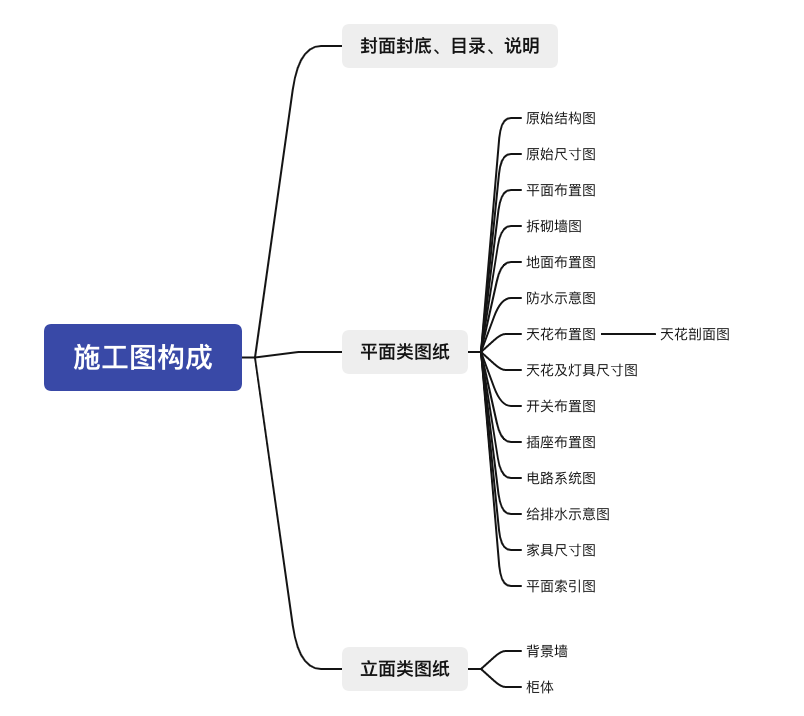 施工图构成
封面封底、目录、说明
平面类图纸
原始结构图
原始尺寸图
平面布置图
拆砌墙图
地面布置图
防水示意图
天花布置图
天花剖面图
天花及灯具尺寸图
开关布置图
插座布置图
电路系统图
给排水示意图
家具尺寸图
平面索引图
立面类图纸
背景墙
柜体